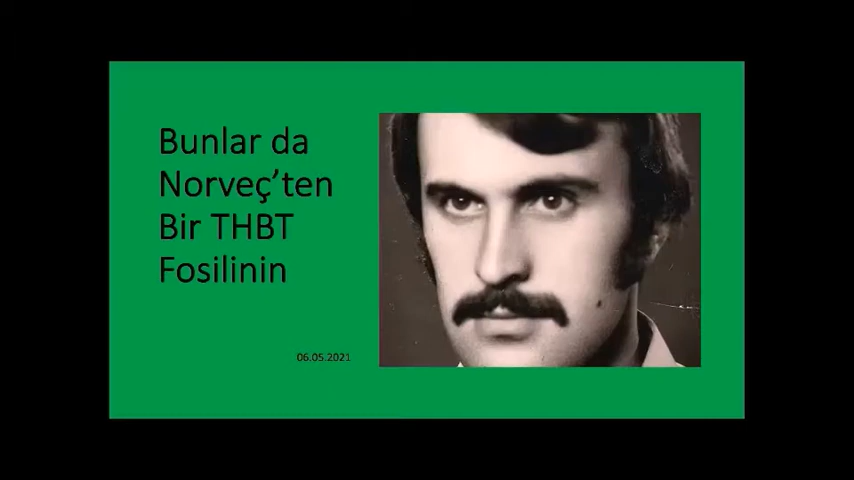 Bunlar da
Norveç’ten
Bir THBT
Fosilinin
06.05.2021